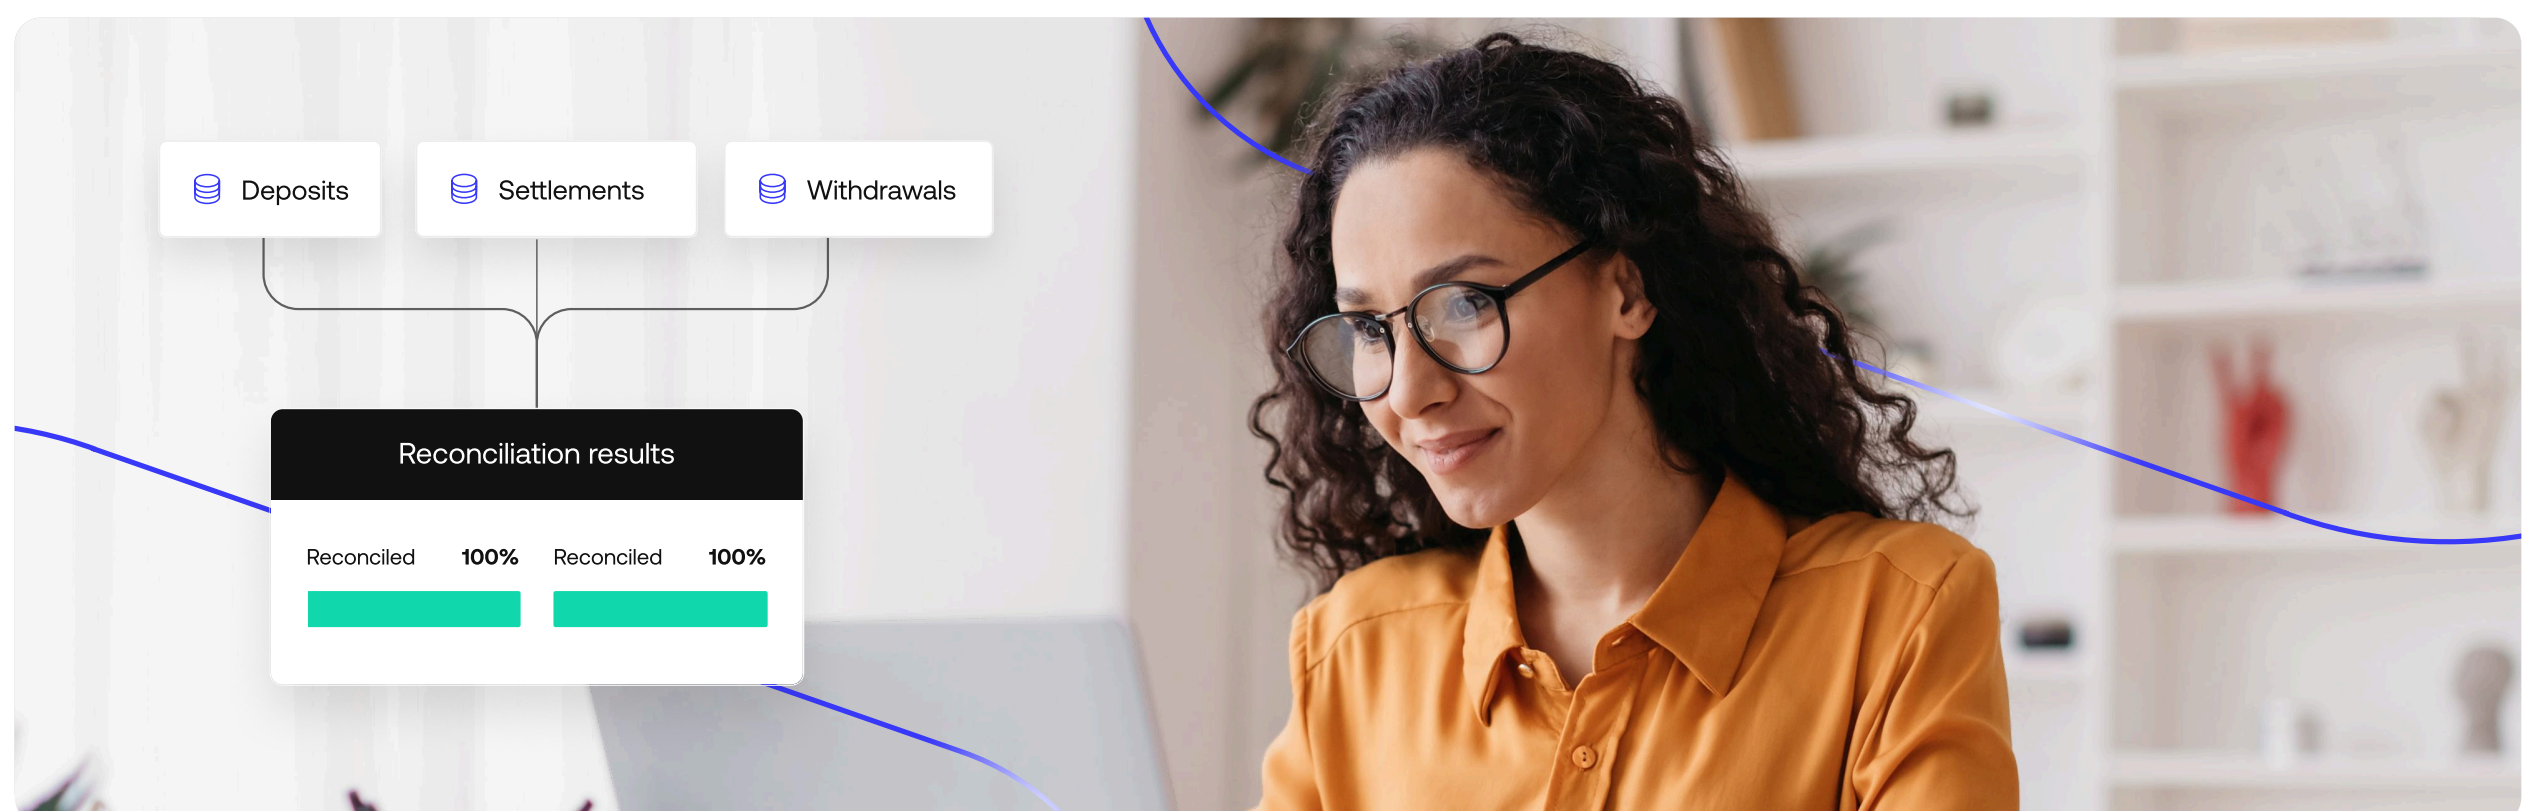 Deposits
Settlements
Withdrawals
Reconciliation results
Reconciled 100% Reconciled 100%